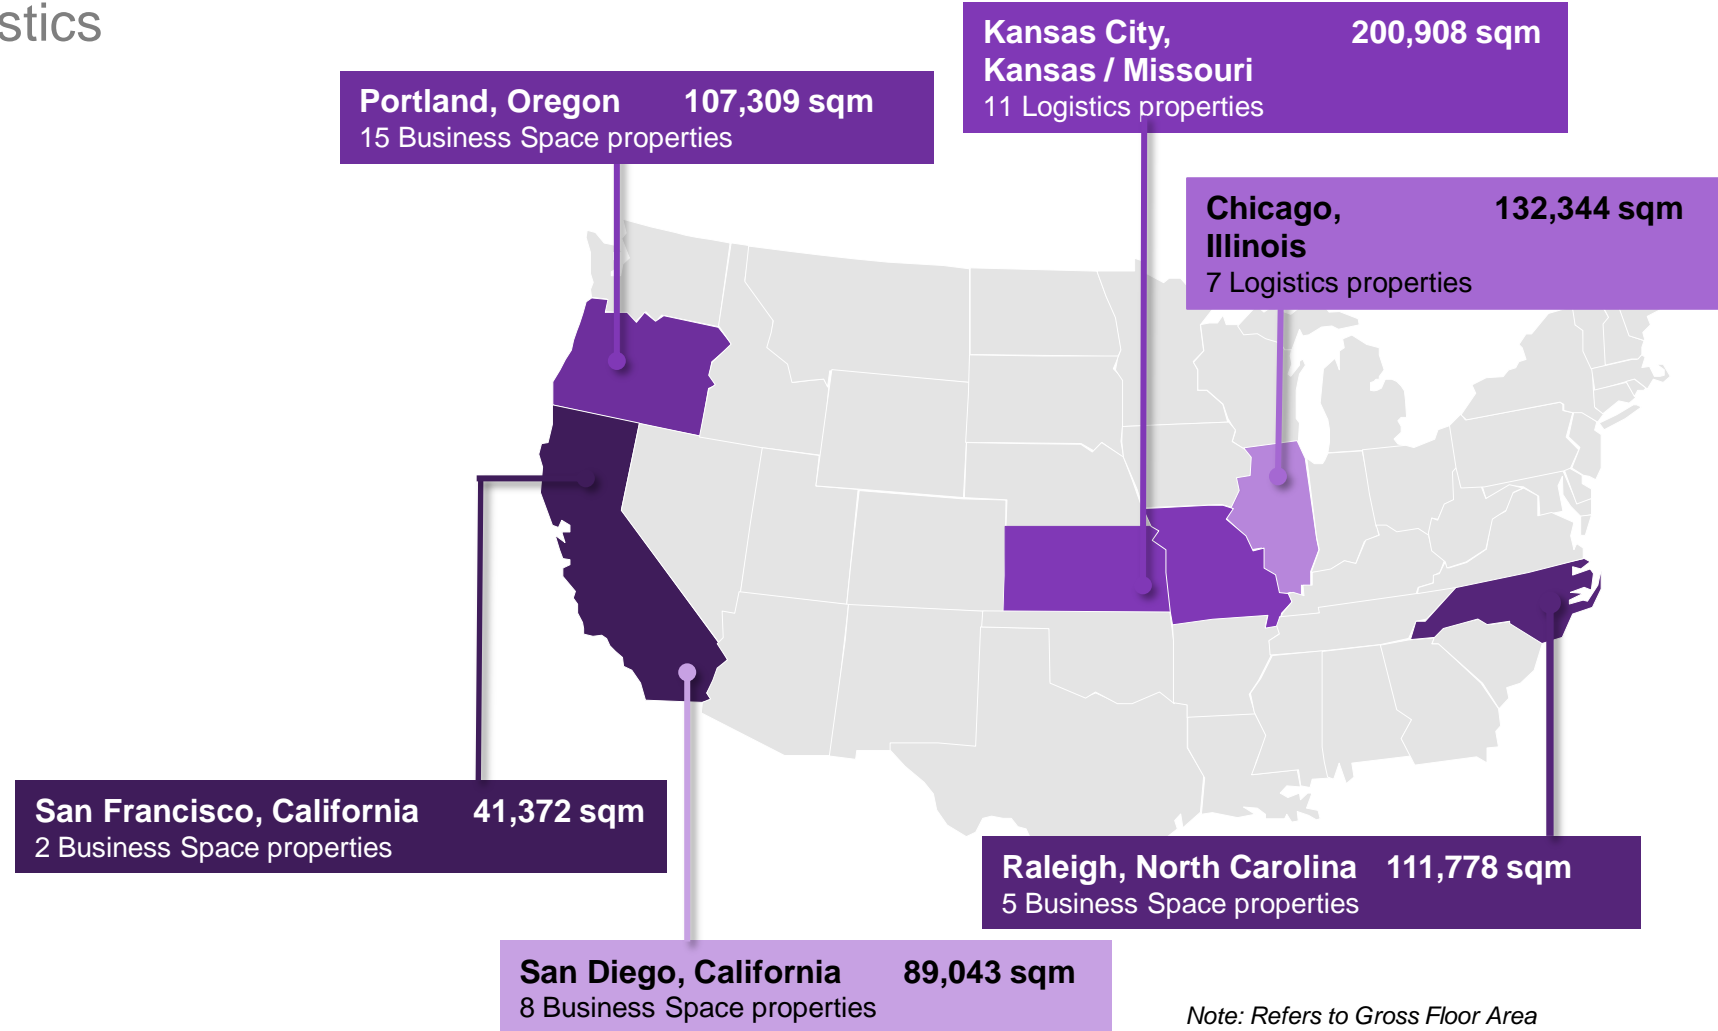 Kansas City, 200,908 sqm
Kansas / Missouri
11 Logistics properties
Portland, Oregon 107,309 sqm
15 Business Space properties
Chicago, 132,344 sqm
Illinois
7 Logistics properties
San Francisco, California 41,372 sqm
2 Business Space properties
Raleigh, North Carolina 111,778 sqm
5 Business Space properties
San Diego, California 89,043 sqm
8 Business Space properties
Note: Refers to Gross Floor Area